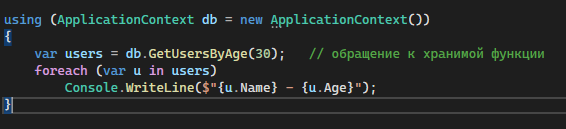 using (ApplicationContext db = new ApplicationContext())
{
    var users = db.GetUsersByAge(30);   // обращение к хранимой функции
    foreach (var u in users)
        Console.WriteLine($"{u.Name} - {u.Age}");
}